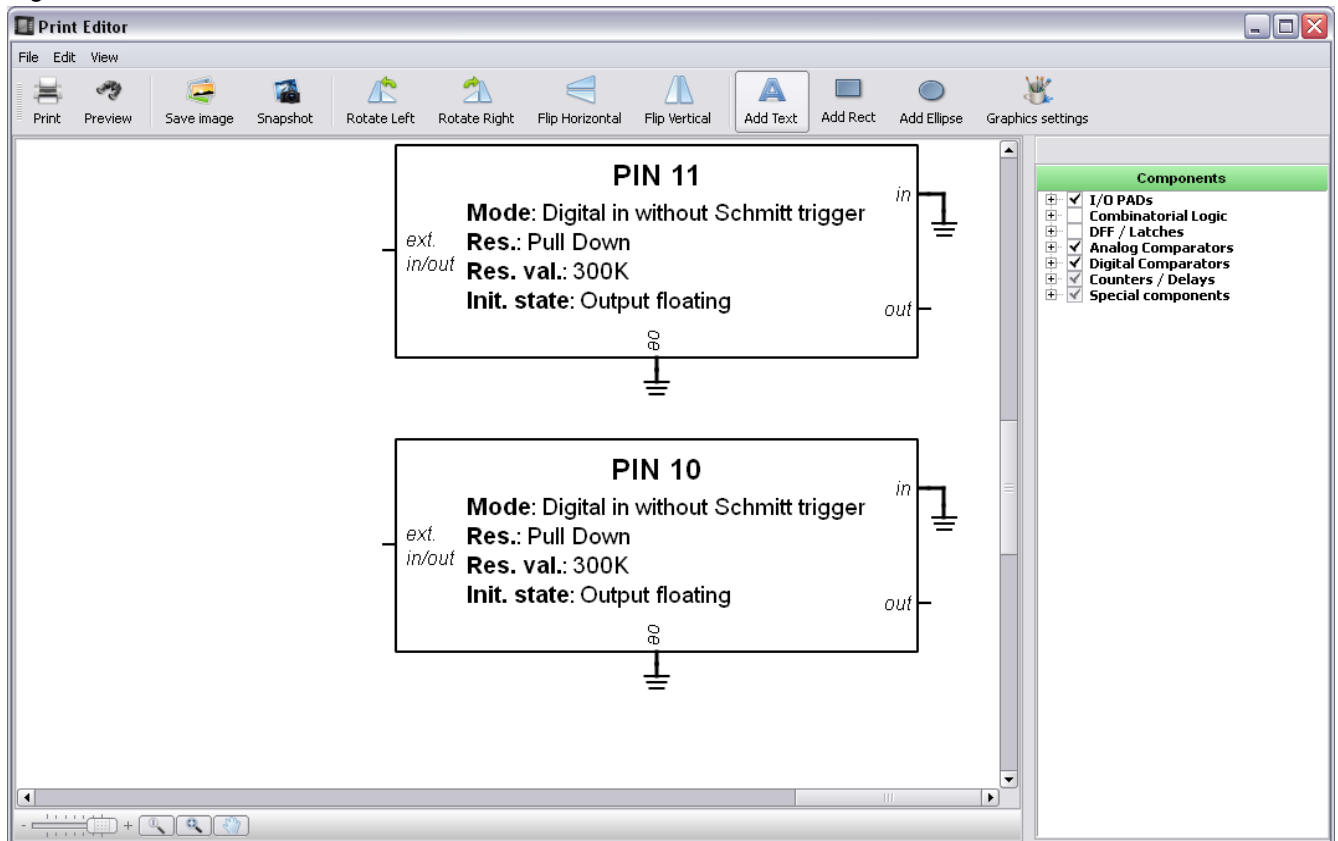 Print Editor
File Edit View
Print Preview Save image Snapshot Rotate Left Rotate Right Flip Horizontal Flip Vertical Add Text Add Rect Add Ellipse Graphics settings
PIN 11
Mode: Digital in without Schmitt trigger
Res.: Pull Down
Res. val.: 300K
Init. state: Output floating
ext.
in/out
in
out
oe
PIN 10
Mode: Digital in without Schmitt trigger
Res.: Pull Down
Res. val.: 300K
Init. state: Output floating
ext.
in/out
in
out
oe
Components
I/O PADs
Combinatorial Logic
DFF / Latches
Analog Comparators
Digital Comparators
Counters / Delays
Special components
- +